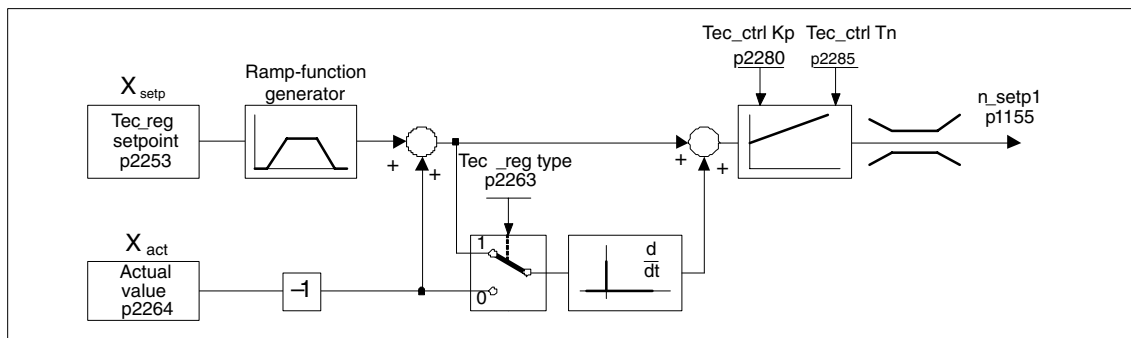 Tec_ctrl Kp
p2280
Tec_ctrl Tn
p2285
X setp
Ramp-function
generator
n_setp1
p1155
Tec_reg
setpoint
p2253
+
+
+
+
Tec _reg type
p2263
X act
Actual
value
p2264
–1
1
0
d
dt